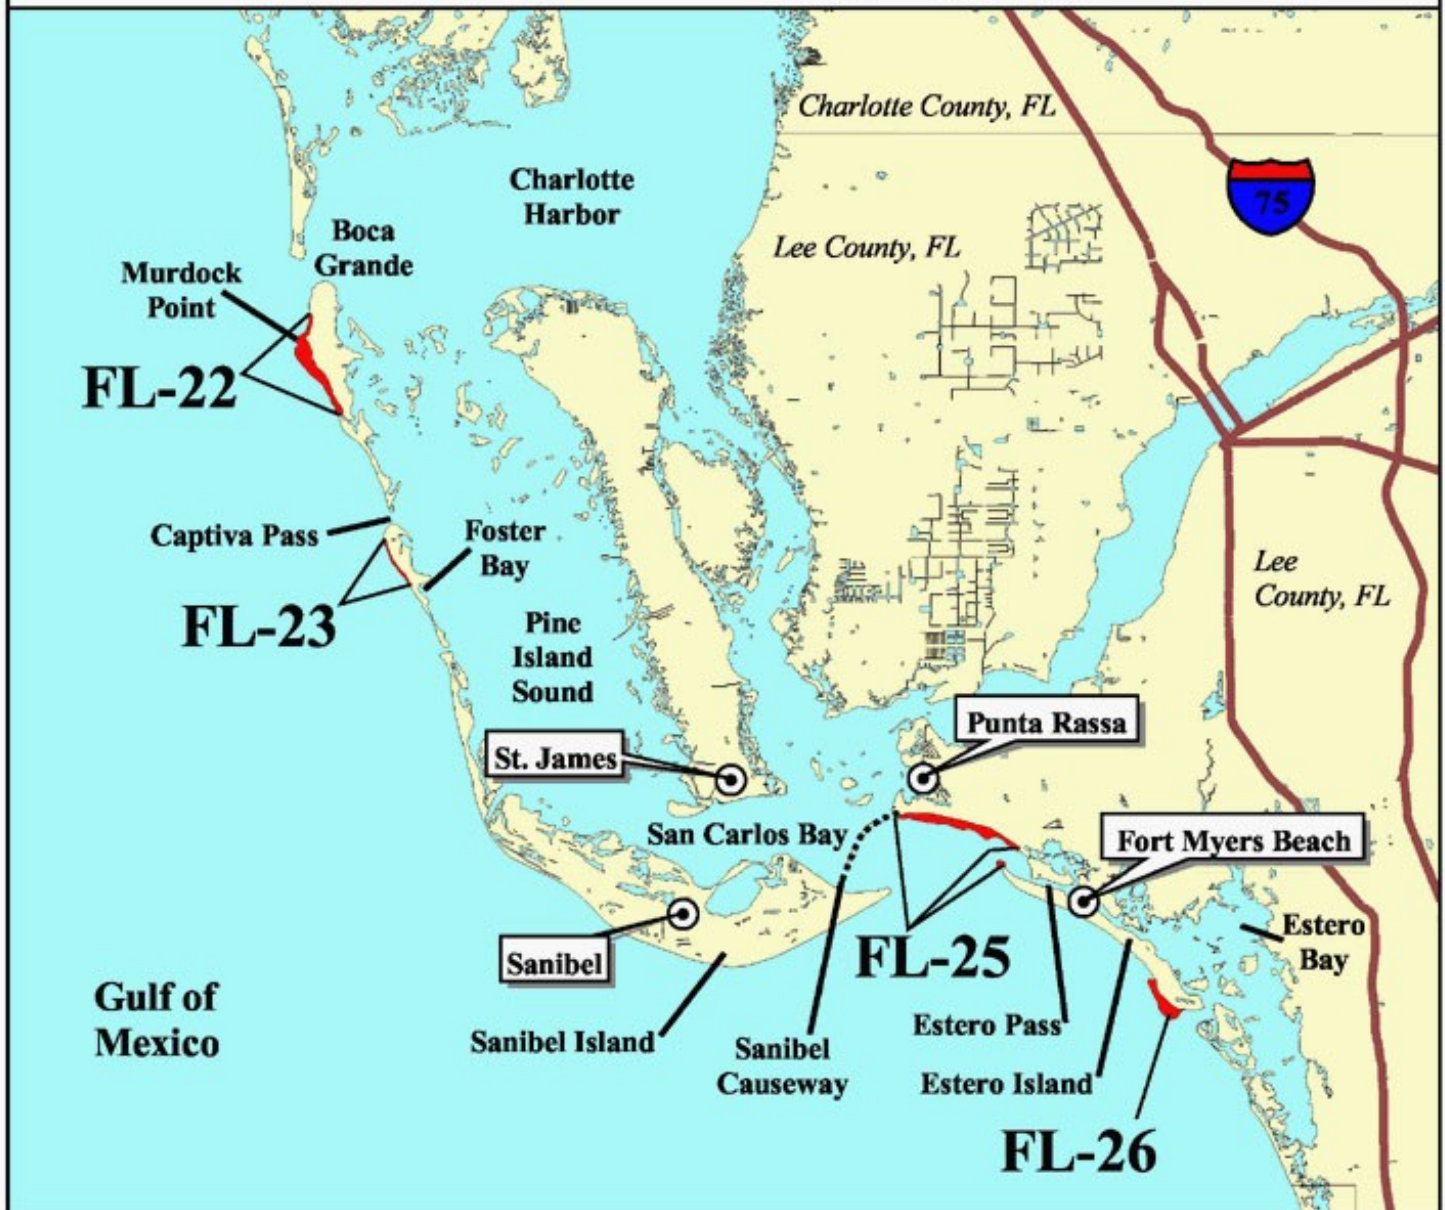 Charlotte County, FL
75
Charlotte
Harbor
Lee County, FL
Boca
Grande
Murdock
Point
FL-22
Captiva Pass
Foster
Bay
FL-23
Lee
County, FL
Pine
Island
Sound
Punta Rassa
St. James
San Carlos Bay
Fort Myers Beach
Sanibel
FL-25
Estero
Bay
Gulf of
Mexico
Sanibel Island
Sanibel
Causeway
Estero Pass
Estero Island
FL-26